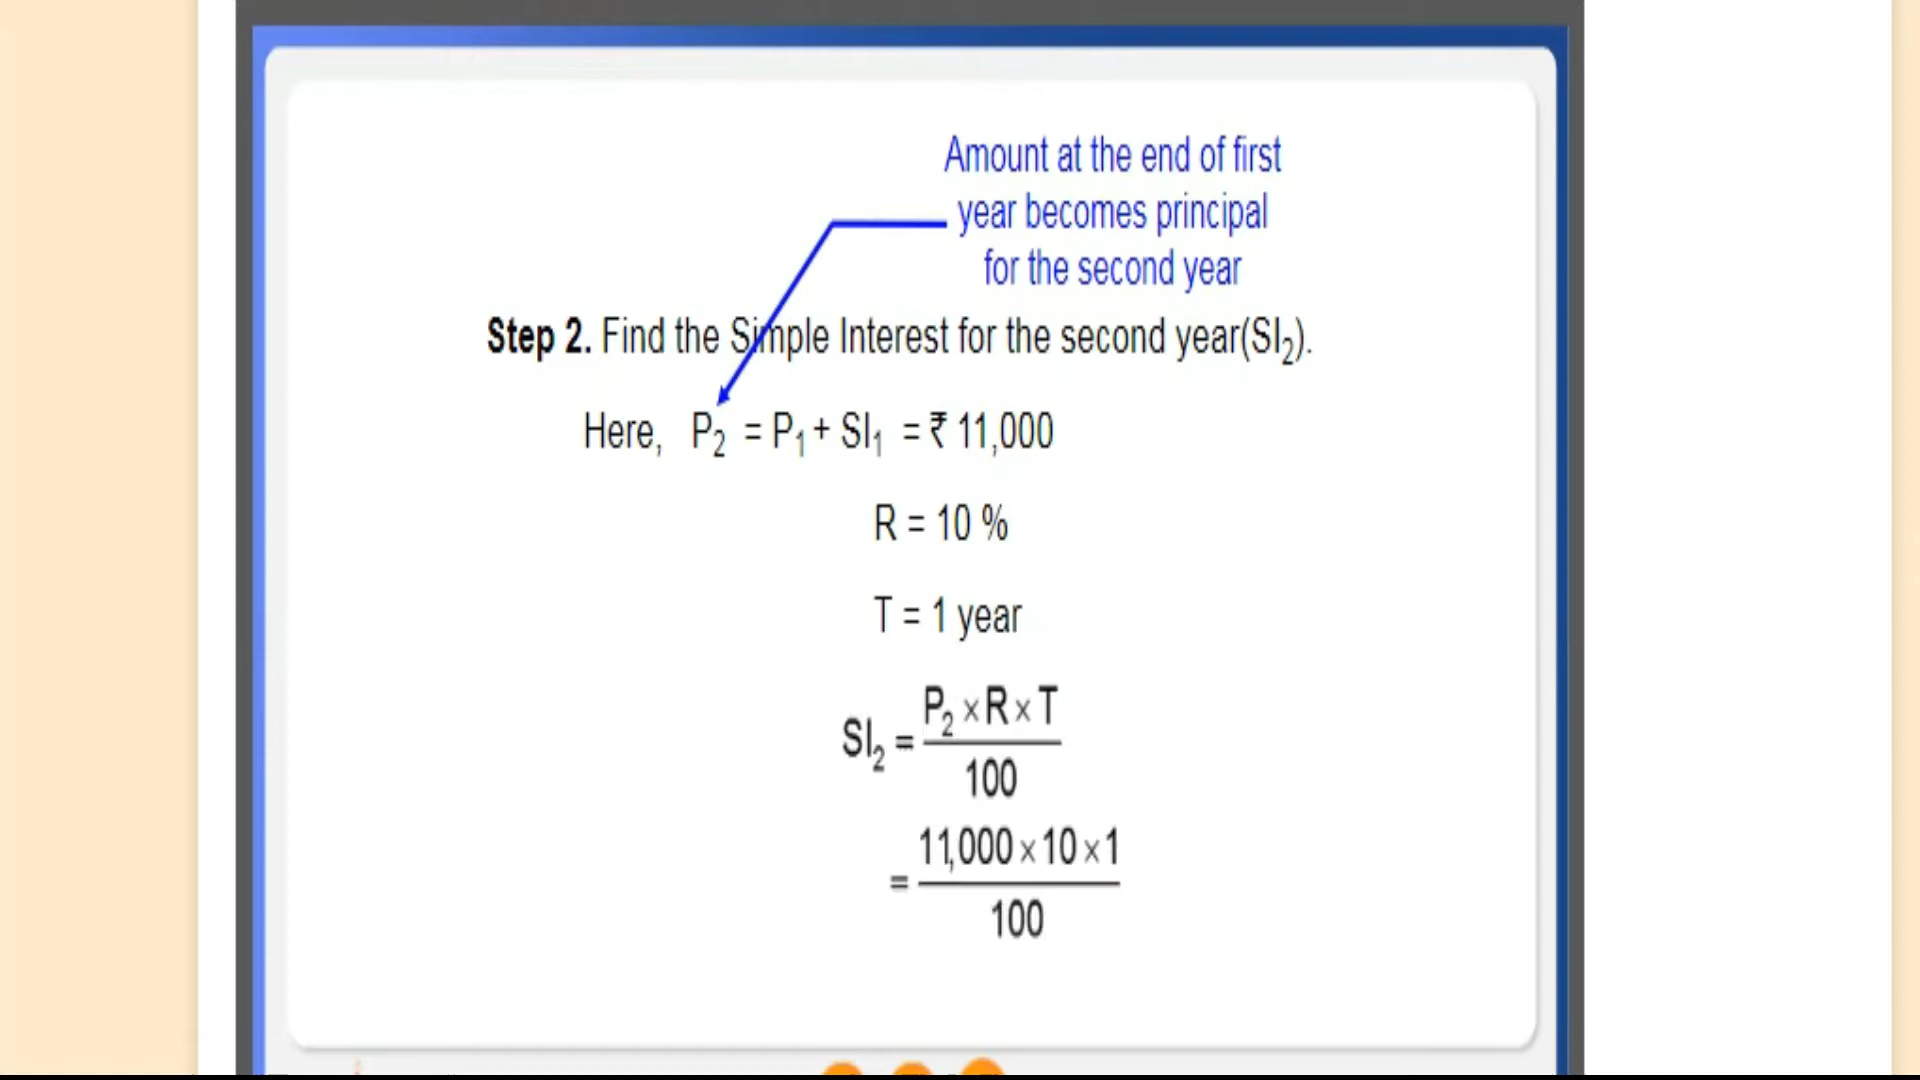 Amount at the end of first
year becomes principal
for the second year
Step 2. Find the Simple Interest for the second year(SI₂).
Here, P₂ = P₁ + SI₁ = ₹ 11,000
R = 10 %
T = 1 year
SI₂ = P₂ × R × T
100
= 11,000 × 10 × 1
100